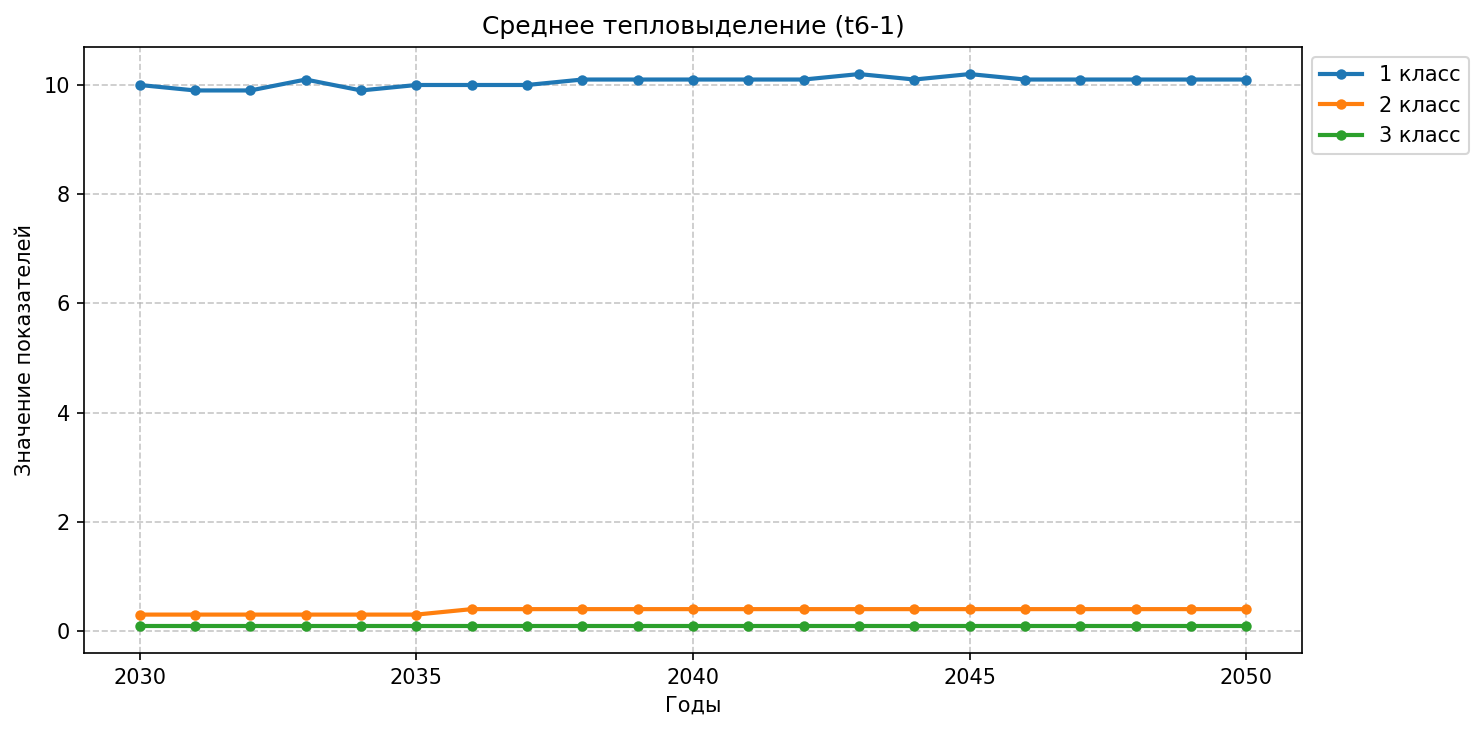 Среднее тепловыделение (t6-1)
Значение показателей
10
8
6
4
2
0
2030
2035
2040
2045
2050
Годы
1 класс
2 класс
3 класс